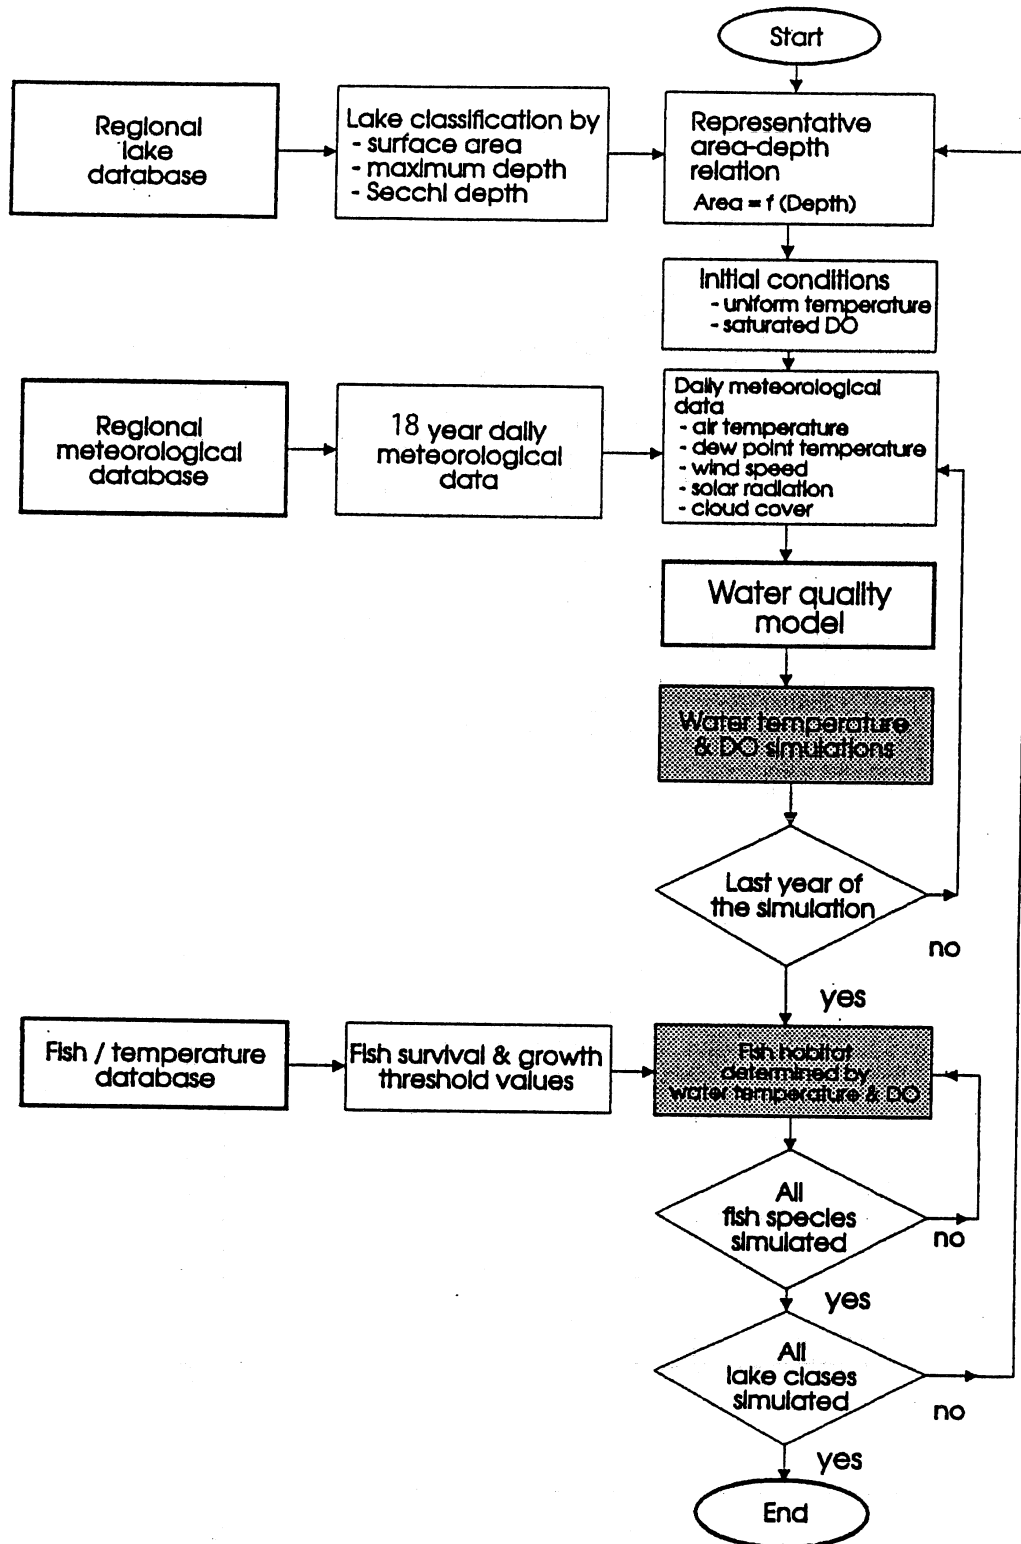 Start
Regional
lake
database
Lake classification by
- surface area
- maximum depth
- Secchi depth
Representative
area-depth
relation
Area = f (Depth)
Initial conditions
- uniform temperature
- saturated DO
Regional
meteorological
database
18 year daily
meteorological
data
Daily meteorological
data
- air temperature
- dew point temperature
- wind speed
- solar radiation
- cloud cover
Water quality
model
Water temperature
& DO simulations
Last year of
the simulation
no
yes
Fish / temperature
database
Fish survival & growth
threshold values
Fish habitat
determined by
water temperature & DO
All
fish species
simulated
no
yes
All
lake clases
simulated
no
yes
End